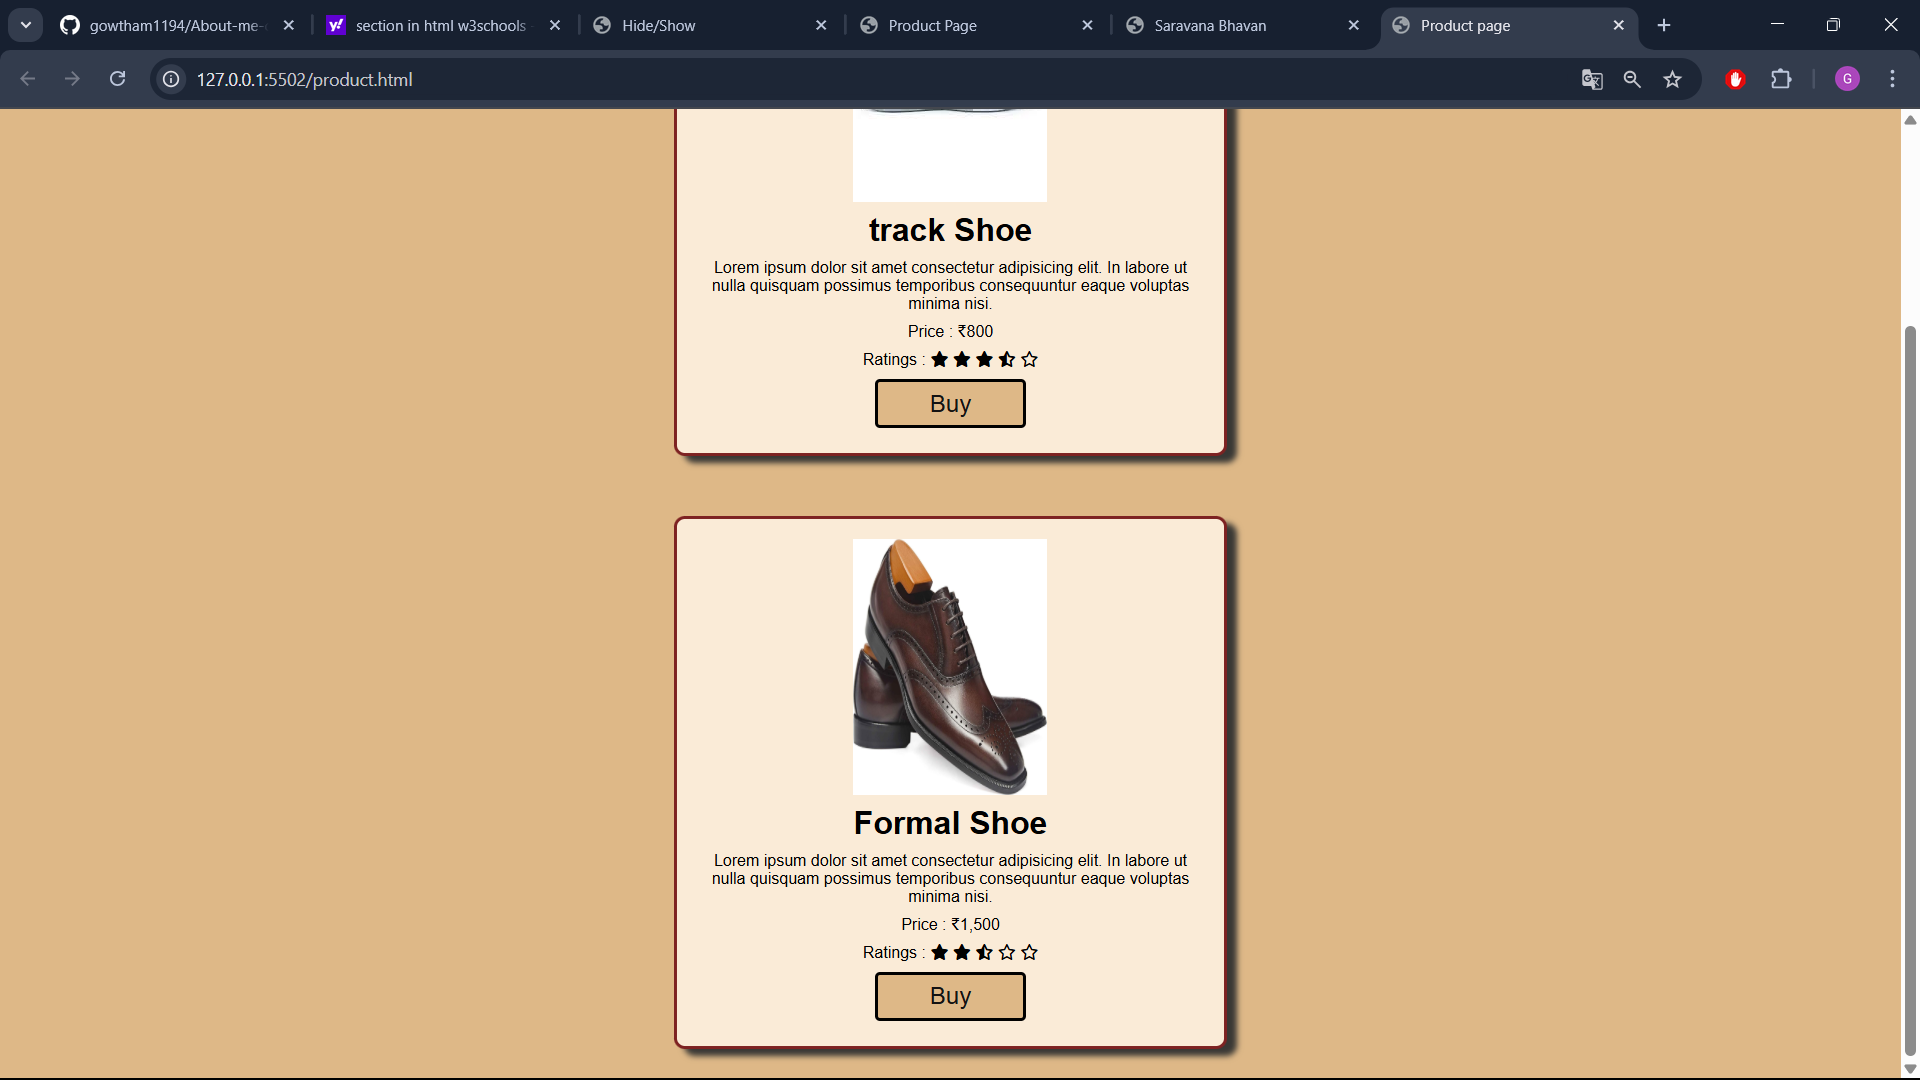 gowtham1194/About-me-
section in html w3schools
Hide/Show
Product Page
Saravana Bhavan
Product page
127.0.0.1:5502/product.html
G
track Shoe
Lorem ipsum dolor sit amet consectetur adipisicing elit. In labore ut
nulla quisquam possimus temporibus consequuntur eaque voluptas
minima nisi.
Price : ₹800
Ratings :
Buy
Formal Shoe
Lorem ipsum dolor sit amet consectetur adipisicing elit. In labore ut
nulla quisquam possimus temporibus consequuntur eaque voluptas
minima nisi.
Price : ₹1,500
Ratings :
Buy